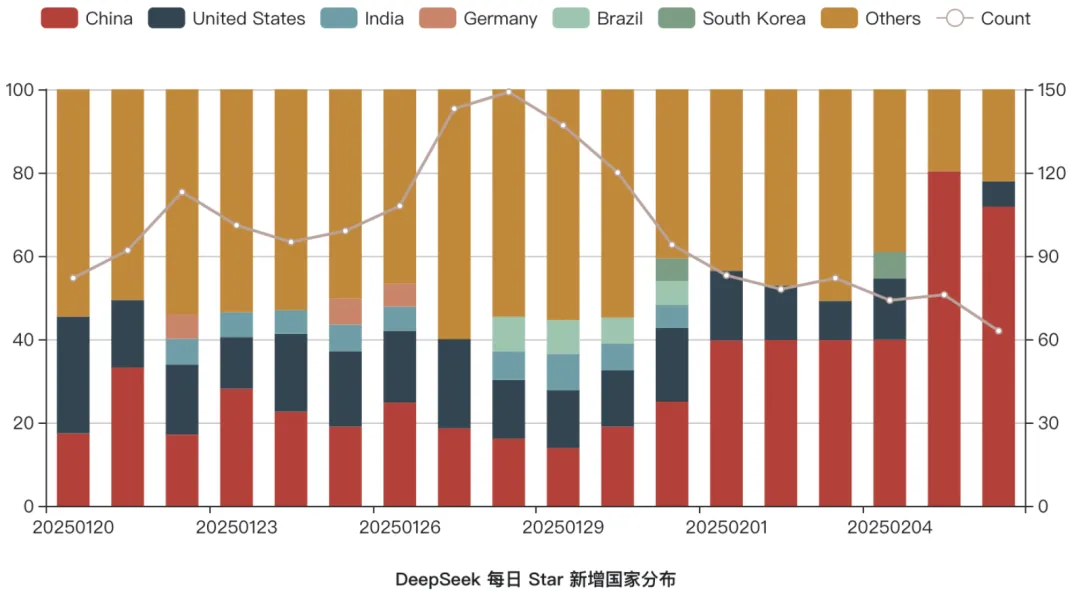 China United States India Germany Brazil South Korea Others Count
100 150
80 120
60 90
40 60
20 30
0 0
20250120 20250123 20250126 20250129 20250201 20250204
DeepSeek 每日 Star 新增国家分布